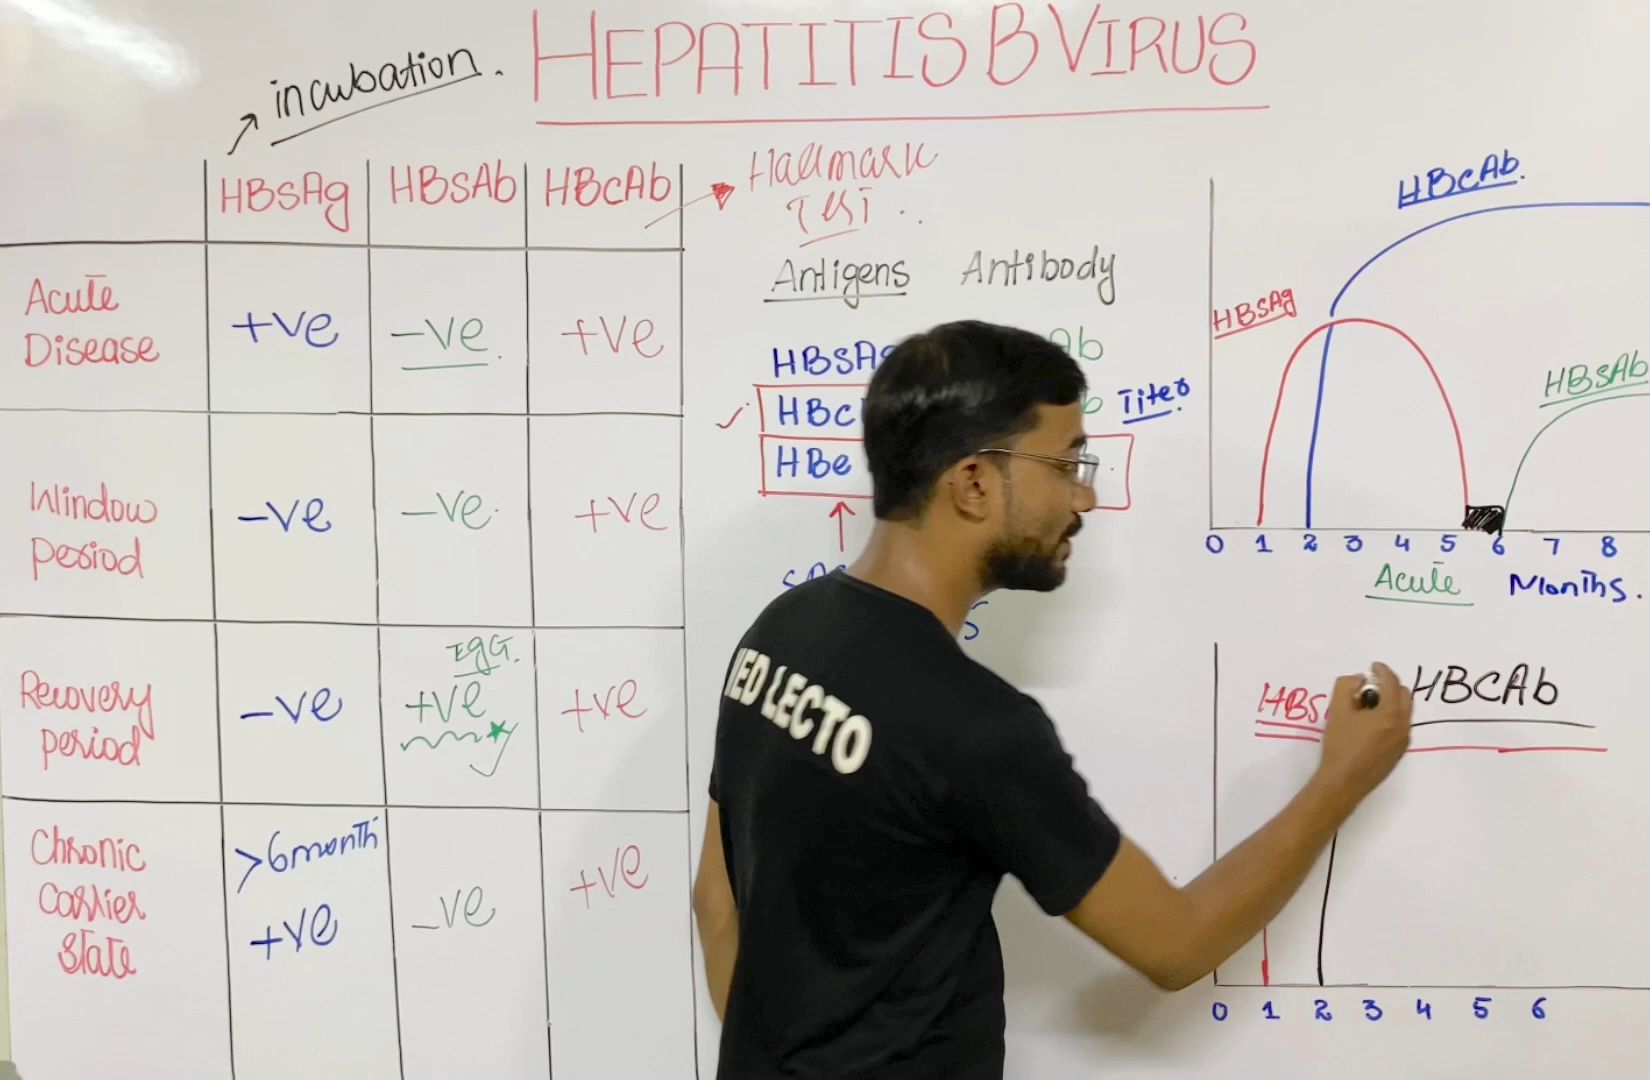 HEPATITIS B VIRUS
incubation.
HBsAg HBsAb HBcAb
Hallmark
Test
Acute
Disease
+ve -ve +ve
Window
period
-ve -ve +ve
Recovery
period
-ve +ve +ve
Chronic
Carrier
State
>6month
+ve -ve +ve
Antigens Antibody
HBsAg
HBc
HBe
Ab
b
Titer
HBcAb.
HBsAg
HBsAb
0 1 2 3 4 5 6 7 8
Acute Months.
HBs
HBCAb
0 1 2 3 4 5 6
MED LECTO